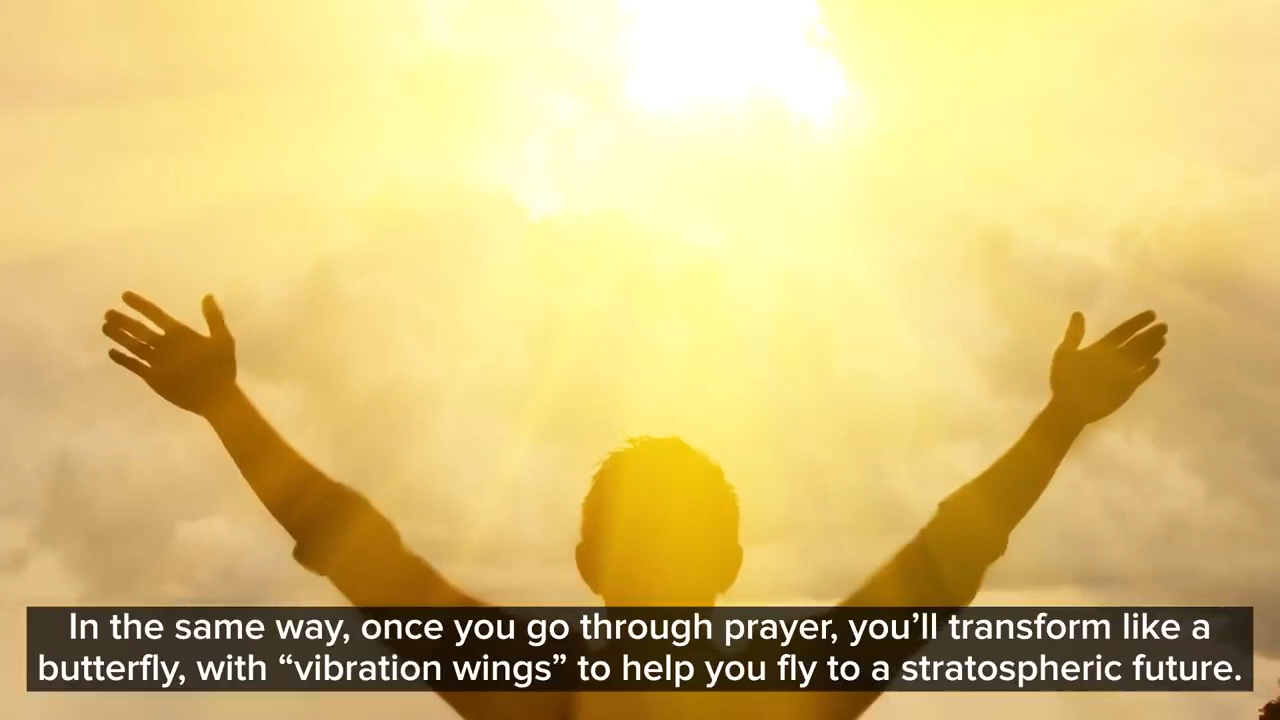 In the same way, once you go through prayer, you’ll transform like a
butterfly, with “vibration wings” to help you fly to a stratospheric future.